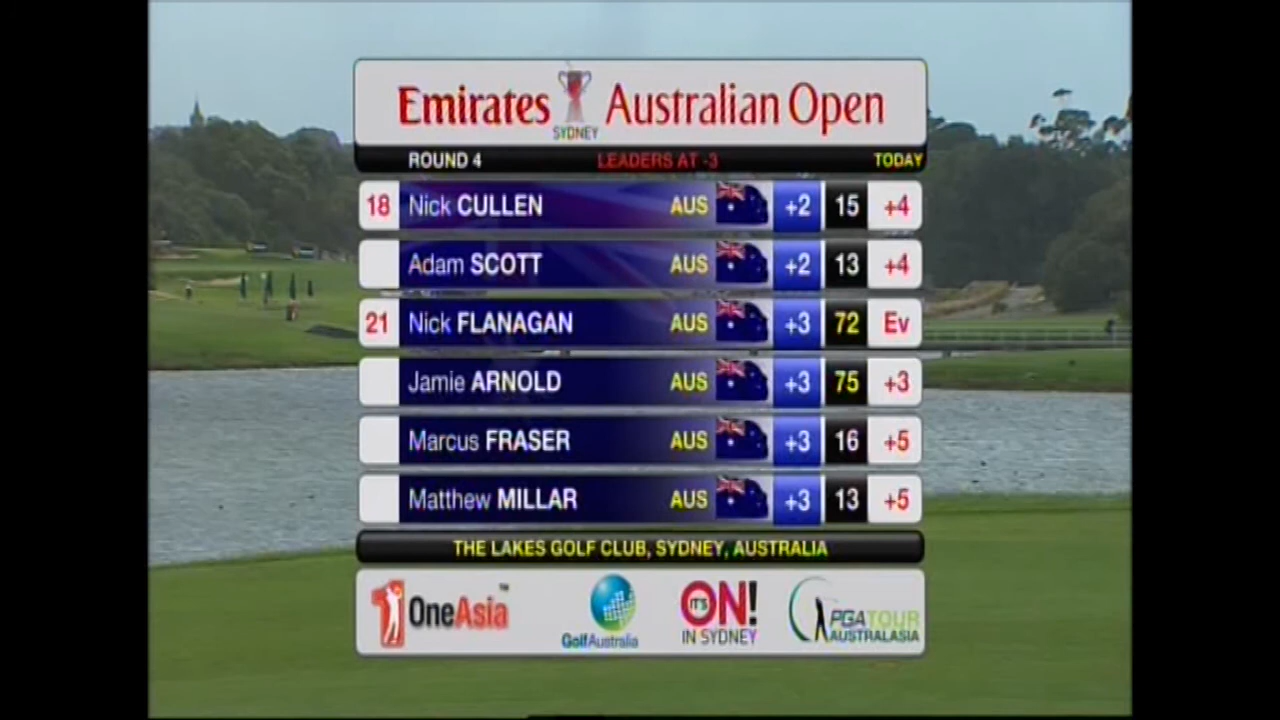 Emirates Australian Open
SYDNEY
ROUND 4 LEADERS AT -3 TODAY
18 Nick CULLEN AUS +2 15 +4
Adam SCOTT AUS +2 13 +4
21 Nick FLANAGAN AUS +3 72 Ev
Jamie ARNOLD AUS +3 75 +3
Marcus FRASER AUS +3 16 +5
Matthew MILLAR AUS +3 13 +5
THE LAKES GOLF CLUB, SYDNEY, AUSTRALIA
1 OneAsia™
GolfAustralia
IT'S ON!
IN SYDNEY
PGA TOUR
AUSTRALASIA